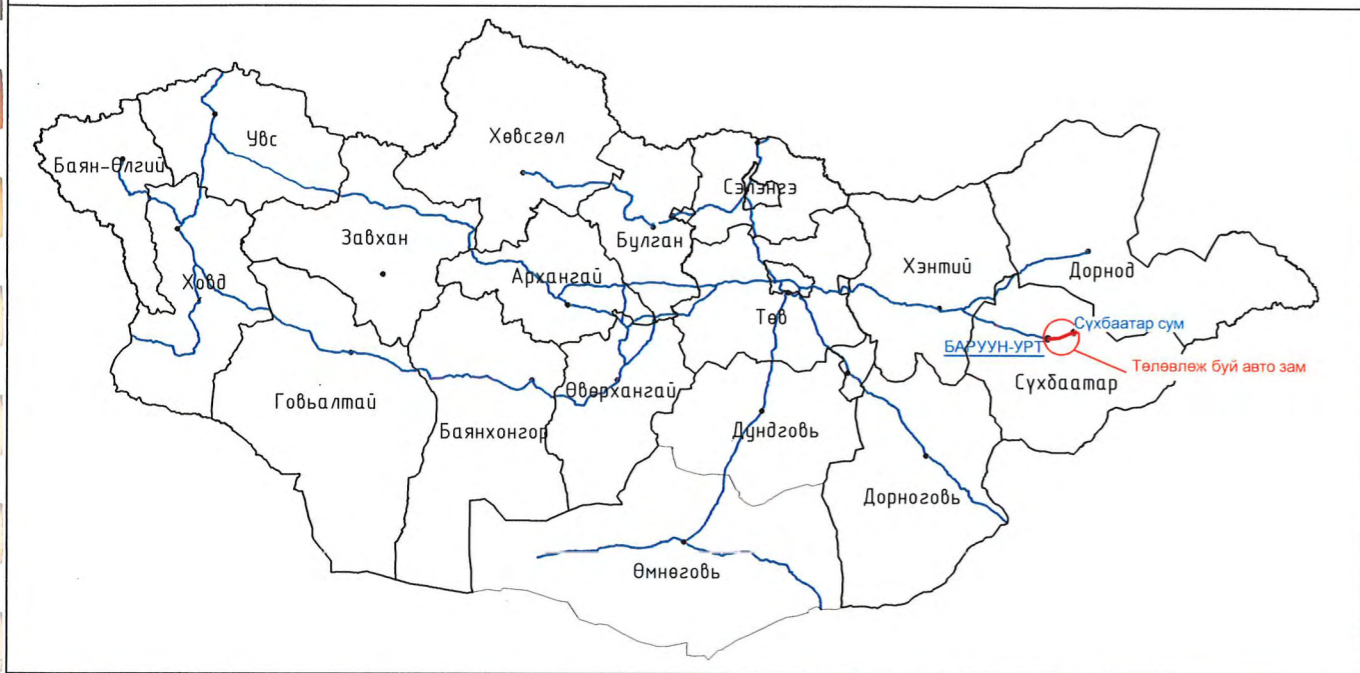 Увс
Хөвсгөл
Баян-Өлгий
Сэлэнгэ
Завхан
Булган
Ховд
Архангай
Хэнтий
Дорнод
Төв
Сүхбаатар сум
БАРУУН-УРТ
Төлөвлөж буй авто зам
Сүхбаатар
Говьалтай
Өвөрхангай
Баянхонгор
Дундговь
Дорноговь
Өмнөговь